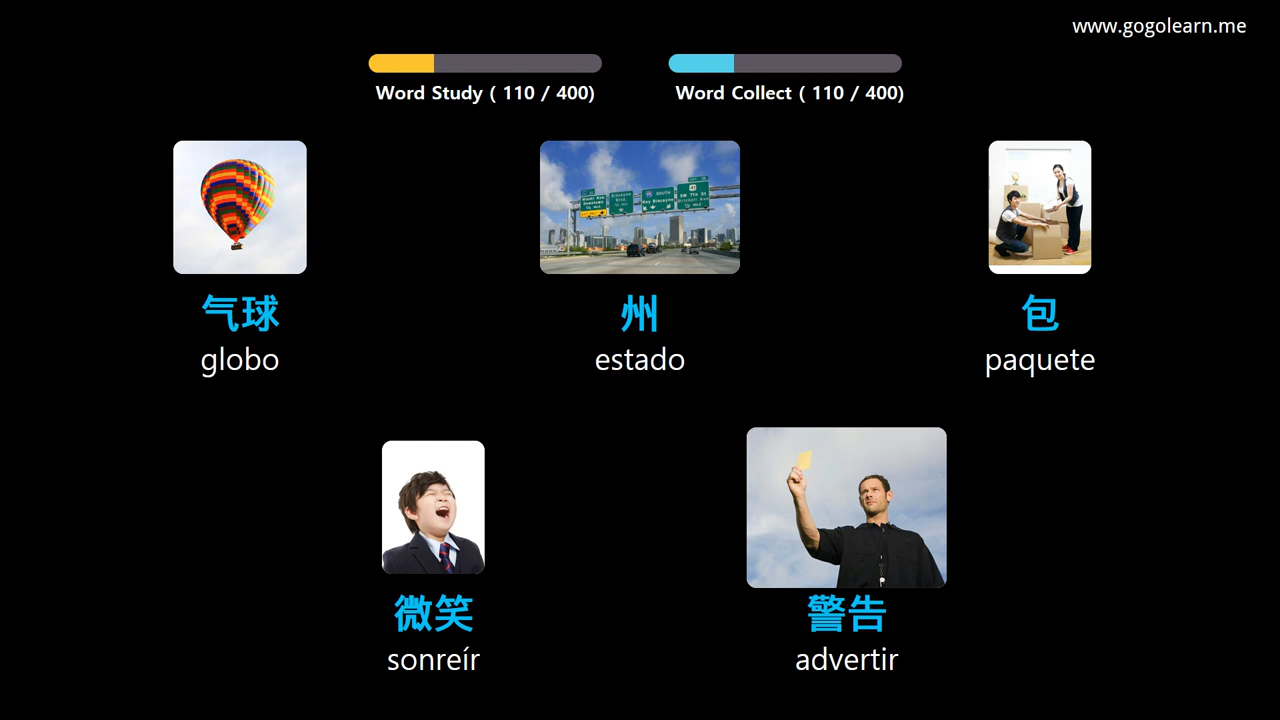 www.gogolearn.me
Word Study ( 110 / 400)
Word Collect ( 110 / 400)
气球
globo
州
estado
包
paquete
微笑
sonreír
警告
advertir